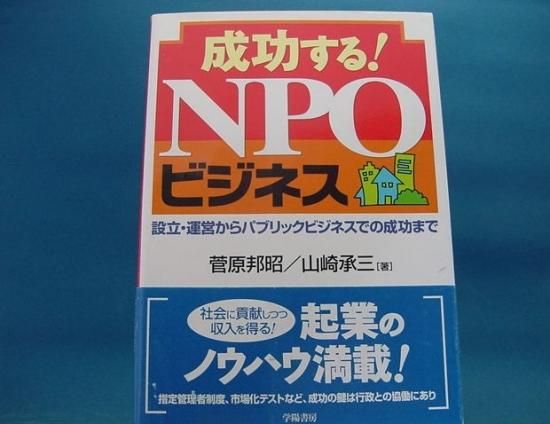 成功する!
NPO
ビジネス
設立・運営からパブリックビジネスでの成功まで
菅原邦昭／山崎承三[著]
社会に貢献しつつ
収入を得る!
起業の
ノウハウ満載!
指定管理者制度、市場化テストなど、成功の鍵は行政との協働にあり
学陽書房